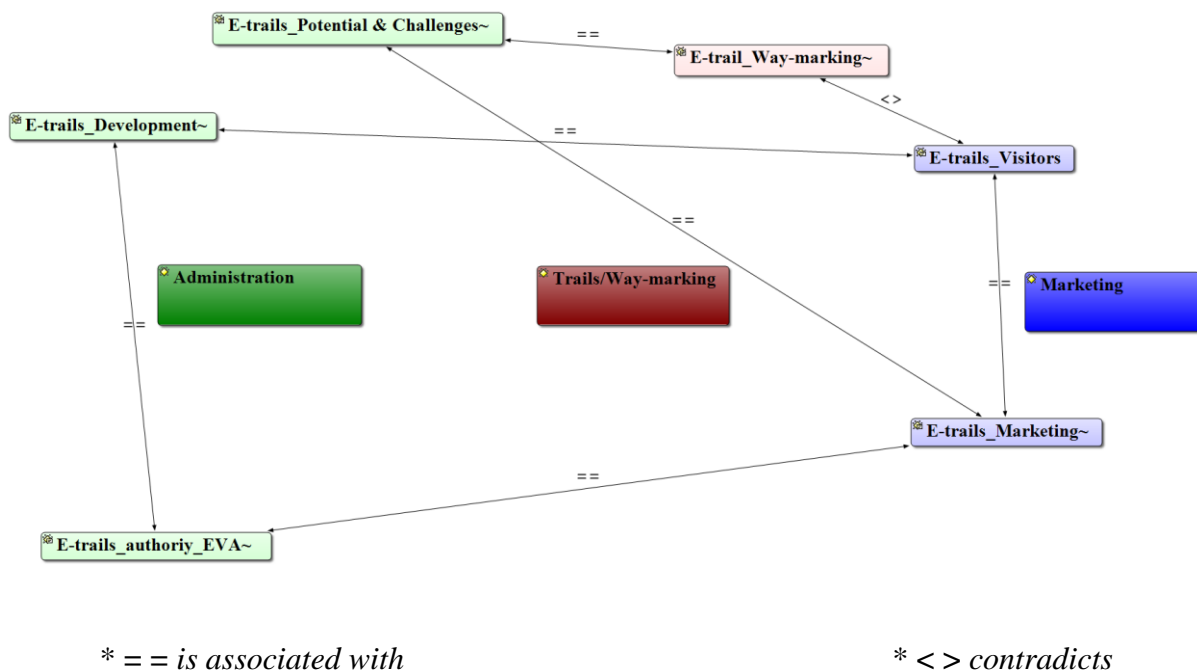 E-trails_Potential & Challenges~
==
E-trail_Way-marking~
<>
E-trails_Development~
==
E-trails_Visitors
==
Administration
Trails/Way-marking
Marketing
==
==
E-trails_Marketing~
==
E-trails_authoriy_EVA~
* = = is associated with
* < > contradicts